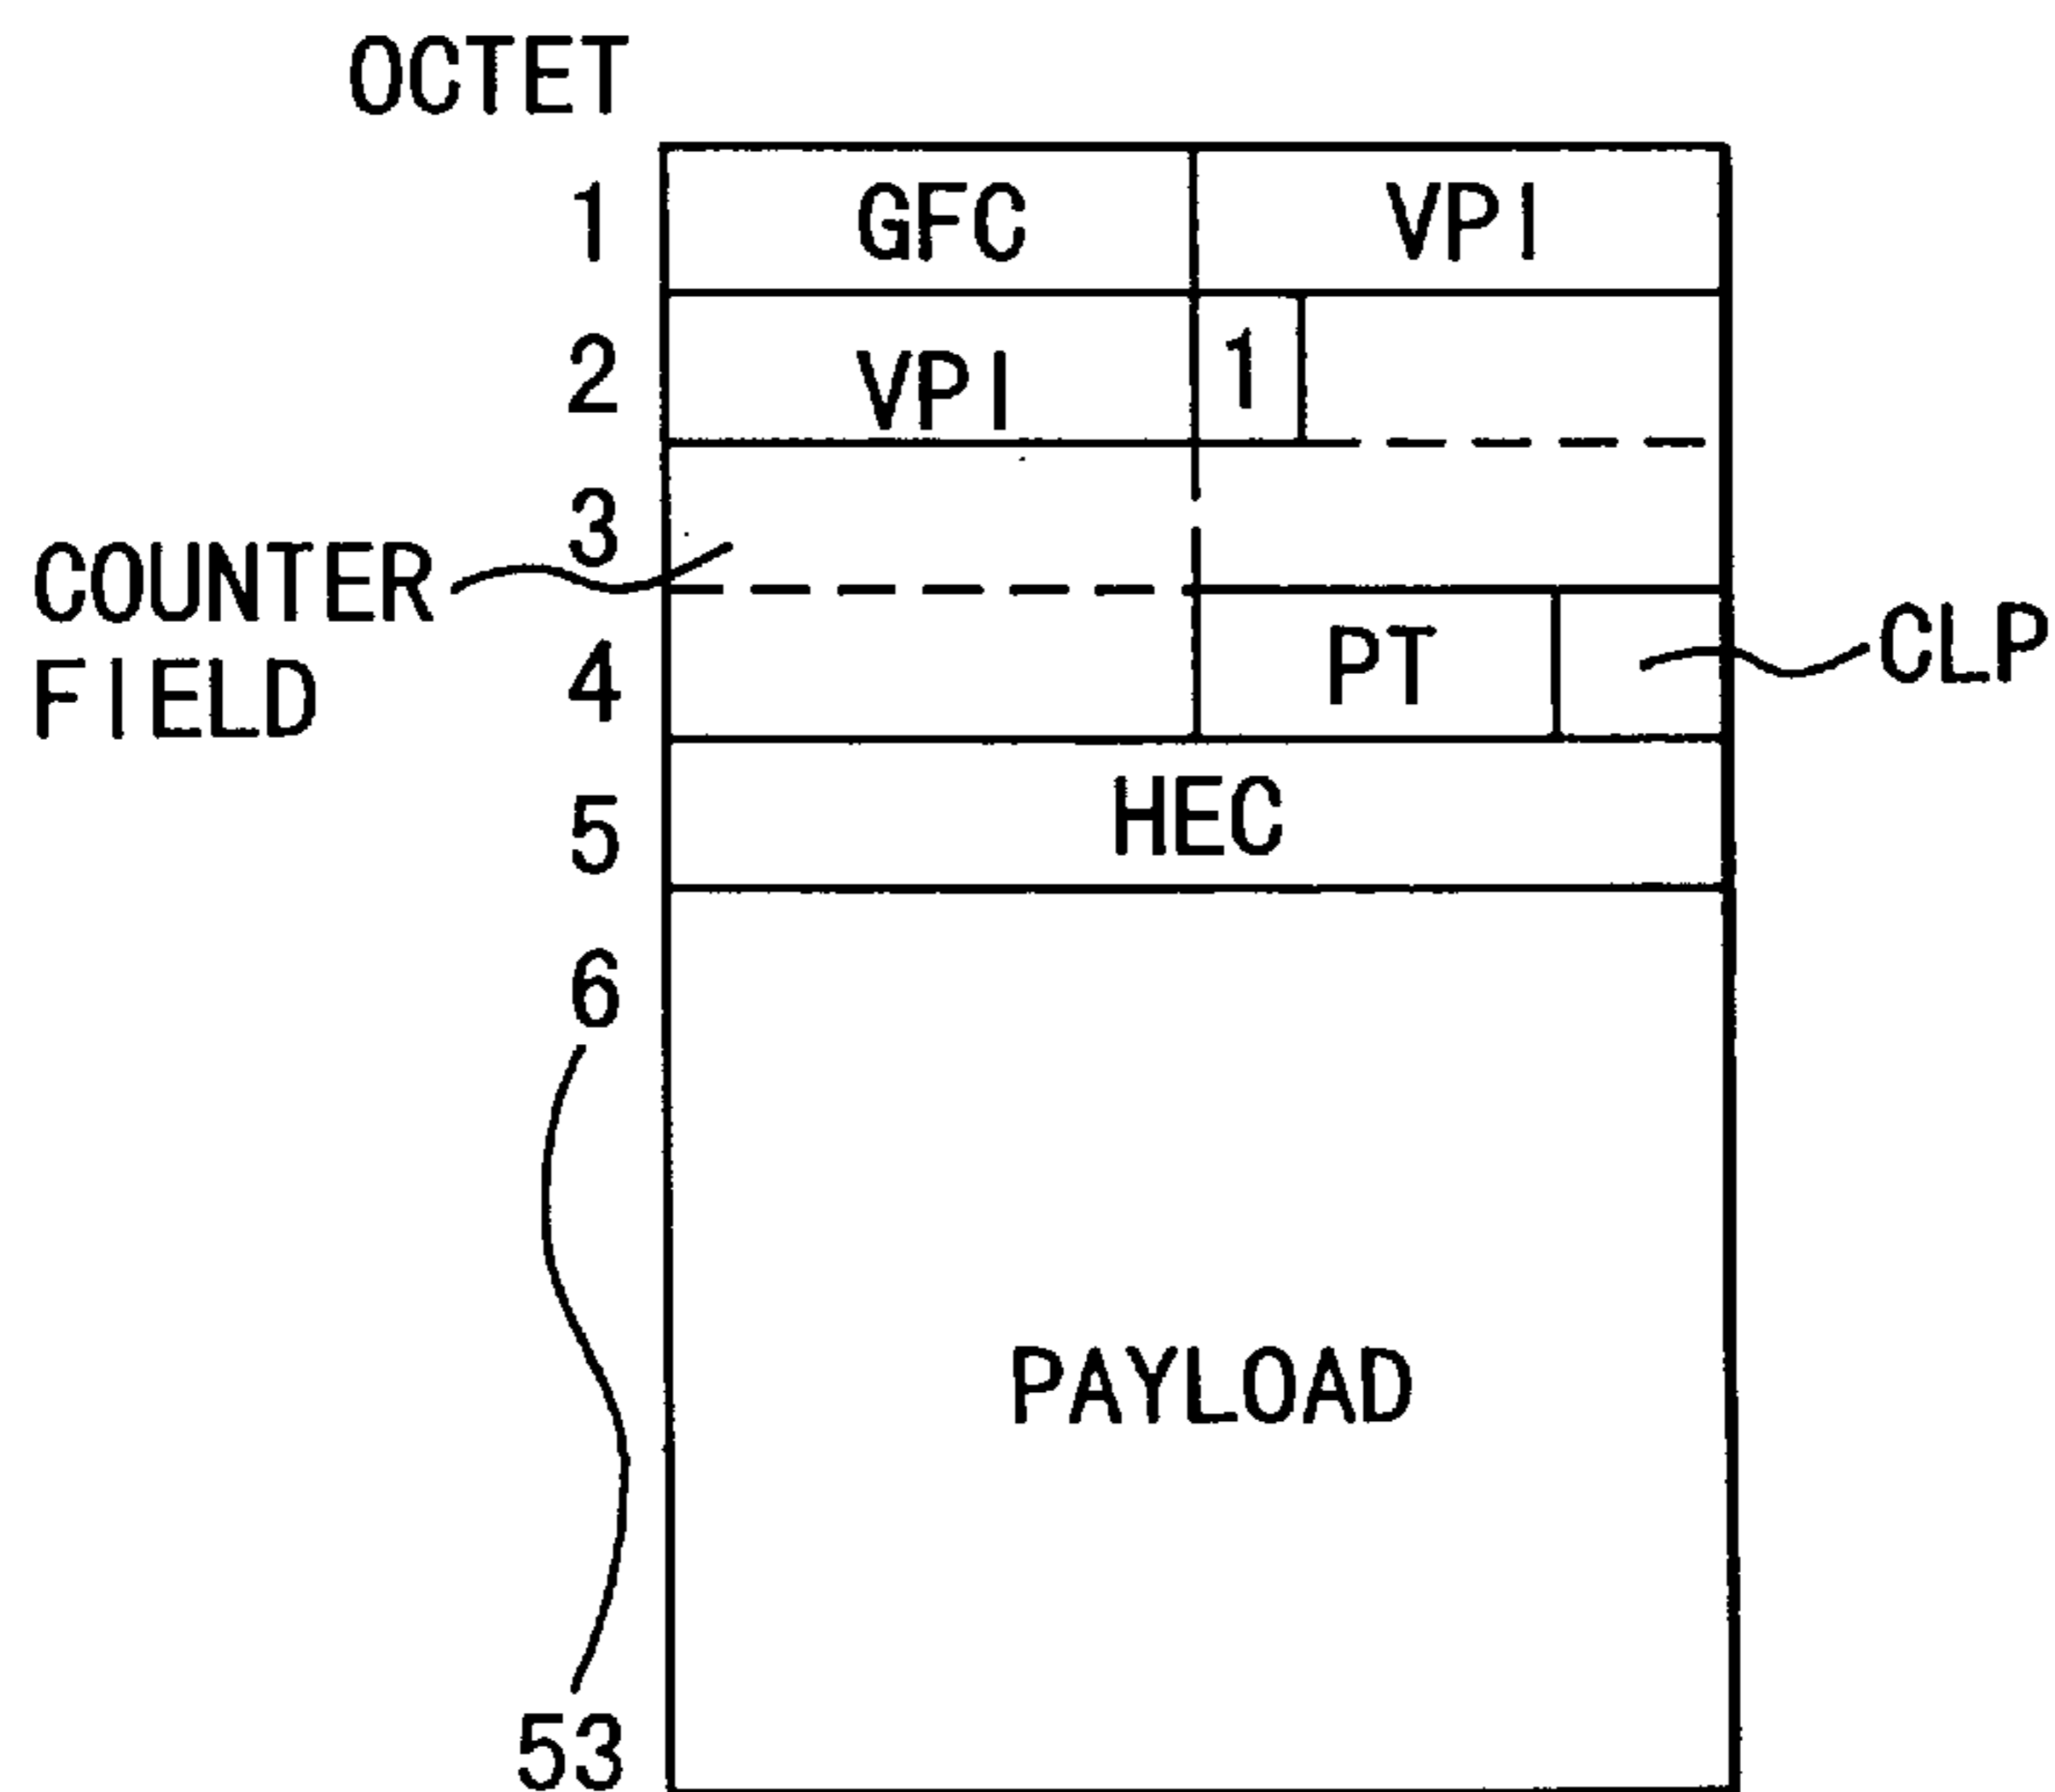 OCTET
1 GFC VPI
2 VPI 1
3
COUNTER
FIELD
4 PT CLP
5 HEC
6
PAYLOAD
53